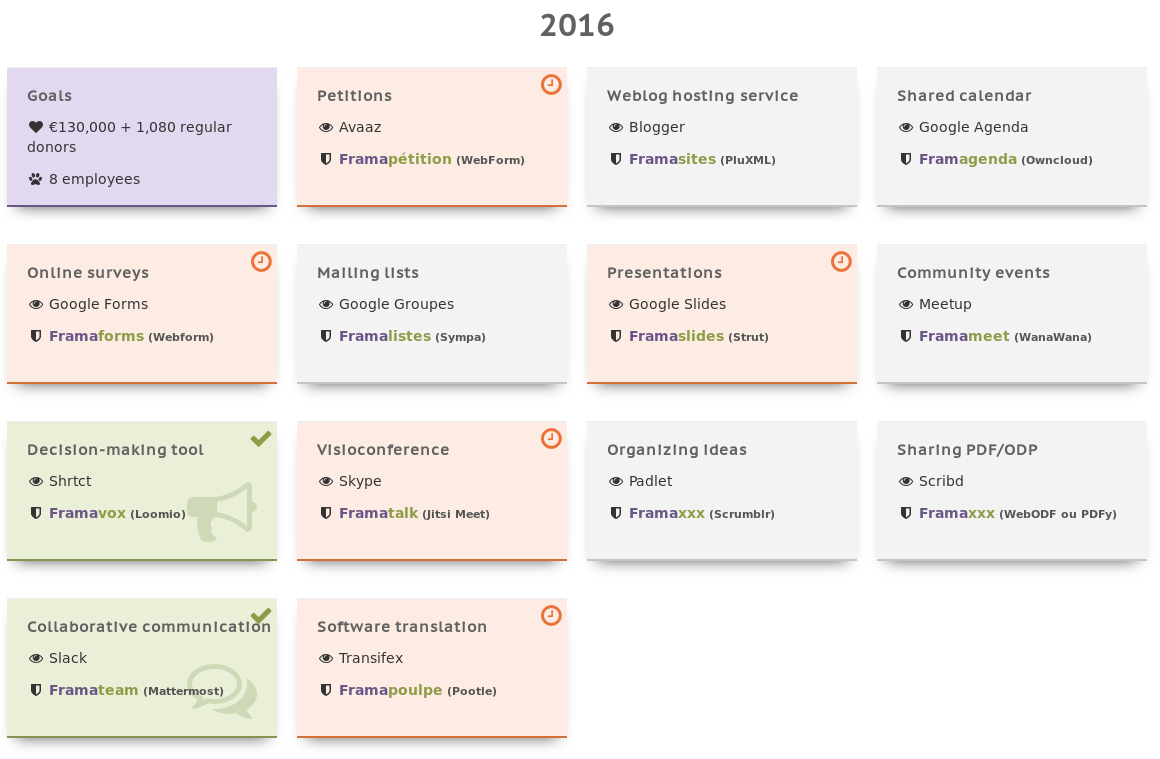 2016
Goals
€130,000 + 1,080 regular
donors
8 employees
Petitions
Avaaz
Framapétition (WebForm)
Weblog hosting service
Blogger
Framasites (PluXML)
Shared calendar
Google Agenda
Framagenda (Owncloud)
Online surveys
Google Forms
Framaforms (Webform)
Mailing lists
Google Groupes
Framalistes (Sympa)
Presentations
Google Slides
Framaslides (Strut)
Community events
Meetup
Framameet (WanaWana)
Decision-making tool
Shrtct
Framavox (Loomio)
Visioconference
Skype
Framatalk (Jitsi Meet)
Organizing ideas
Padlet
Framaxxx (Scrumblr)
Sharing PDF/ODP
Scribd
Framaxxx (WebODF ou PDFy)
Collaborative communication
Slack
Framateam (Mattermost)
Software translation
Transifex
Framapoulpe (Pootle)